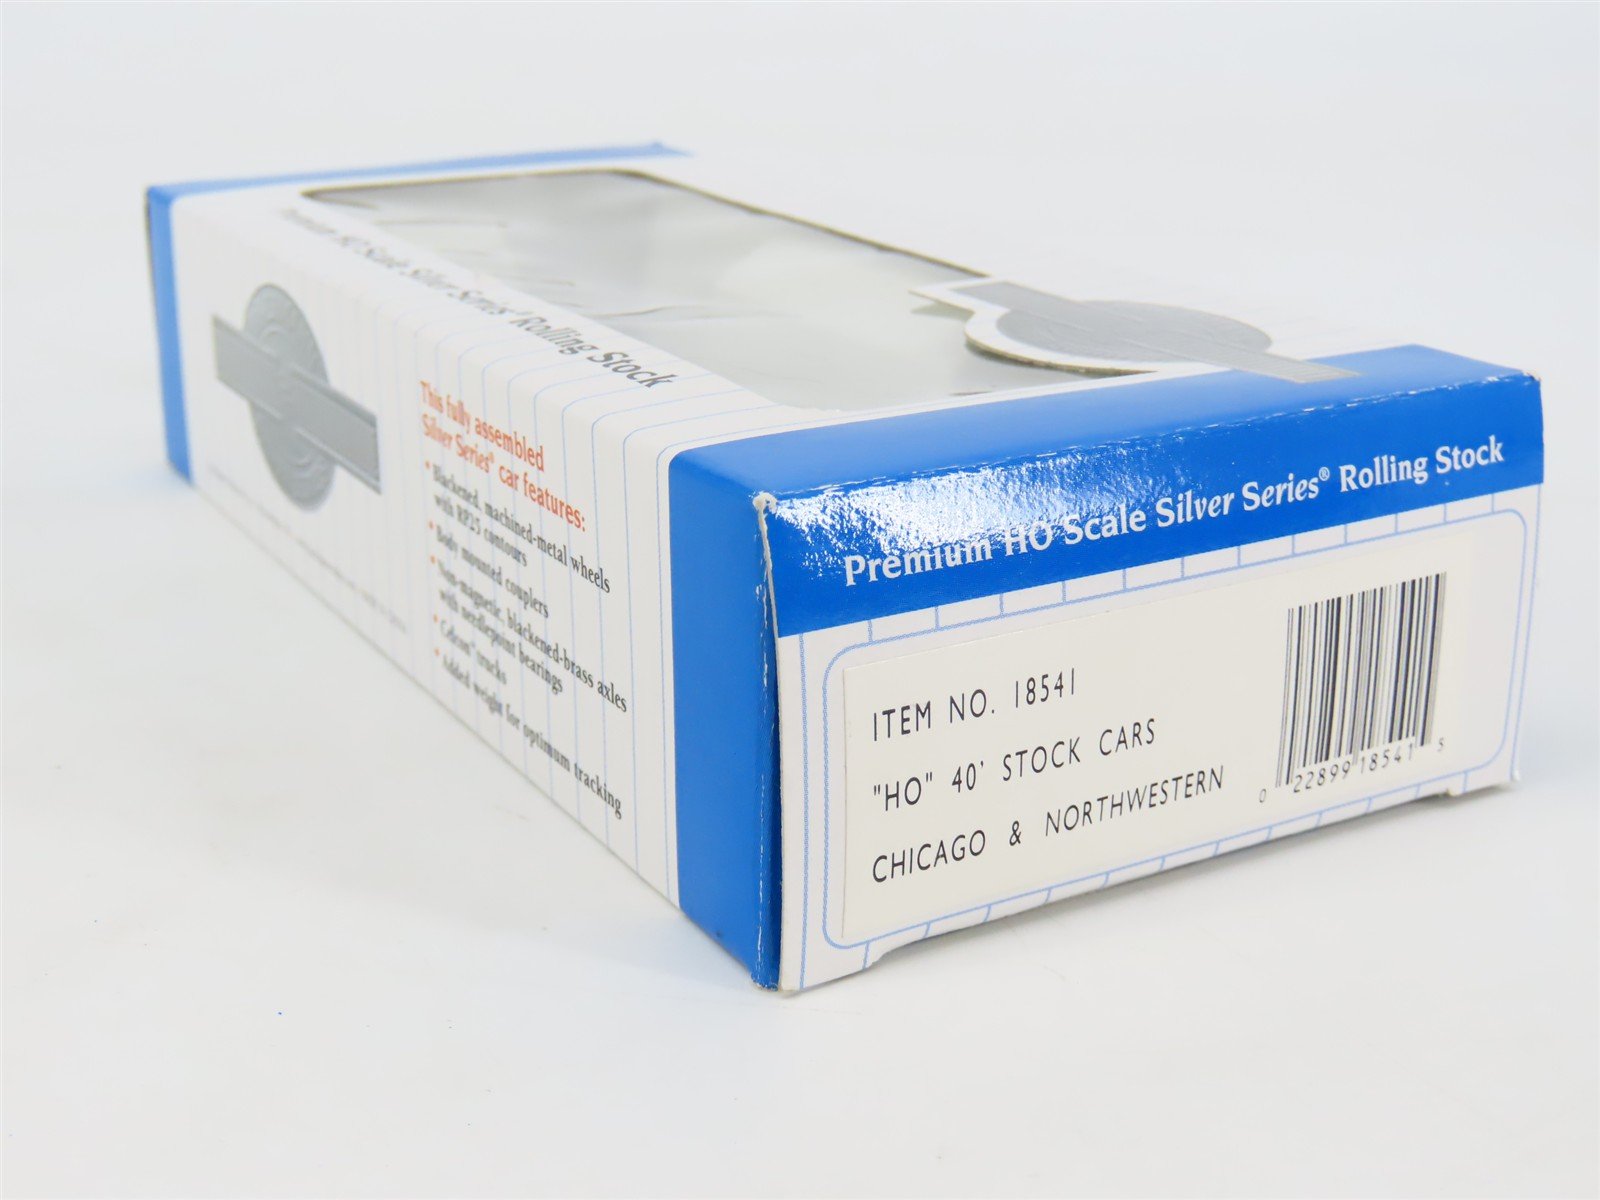 Premium HO Scale Silver Series® Rolling Stock
This fully assembled
Silver Series® car features:
• Blackened, machined-metal wheels
with RP25 contours
• Body mounted couplers
• Non-magnetic, blackened-brass axles
with needlepoint bearings
• Celcon® trucks
• Added weight for optimum tracking
Premium HO Scale Silver Series® Rolling Stock
ITEM NO. 18541
"HO" 40' STOCK CARS
CHICAGO & NORTHWESTERN
0 22899 18541 5